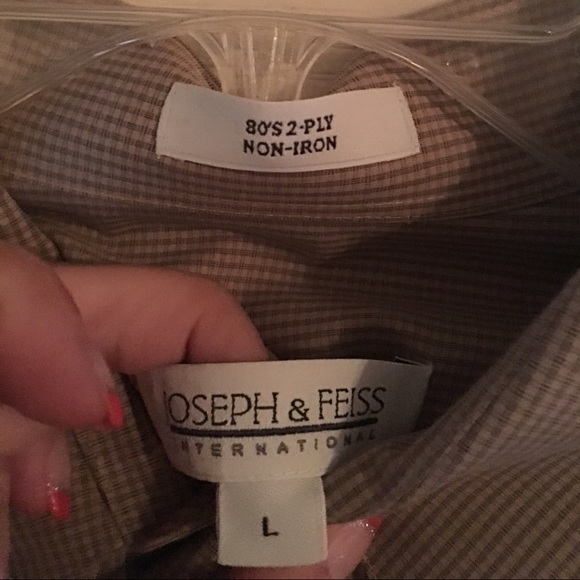 80'S 2-PLY
NON-IRON
JOSEPH & FEISS
INTERNATIONAL
L